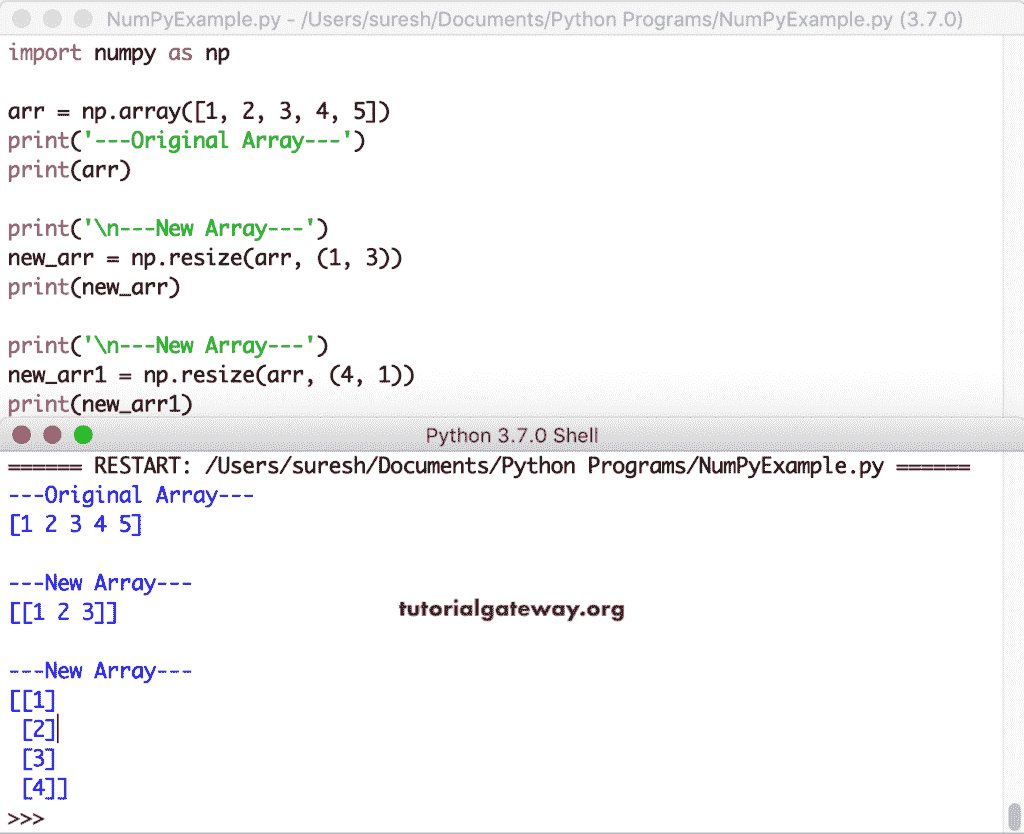 NumPyExample.py - /Users/suresh/Documents/Python Programs/NumPyExample.py (3.7.0)
import numpy as np
arr = np.array([1, 2, 3, 4, 5])
print('---Original Array---')
print(arr)
print('\n---New Array---')
new_arr = np.resize(arr, (1, 3))
print(new_arr)
print('\n---New Array---')
new_arr1 = np.resize(arr, (4, 1))
print(new_arr1)
Python 3.7.0 Shell
====== RESTART: /Users/suresh/Documents/Python Programs/NumPyExample.py ======
---Original Array---
[1 2 3 4 5]
---New Array---
[[1 2 3]]
tutorialgateway.org
---New Array---
[[1]
 [2]
 [3]
 [4]]
>>>